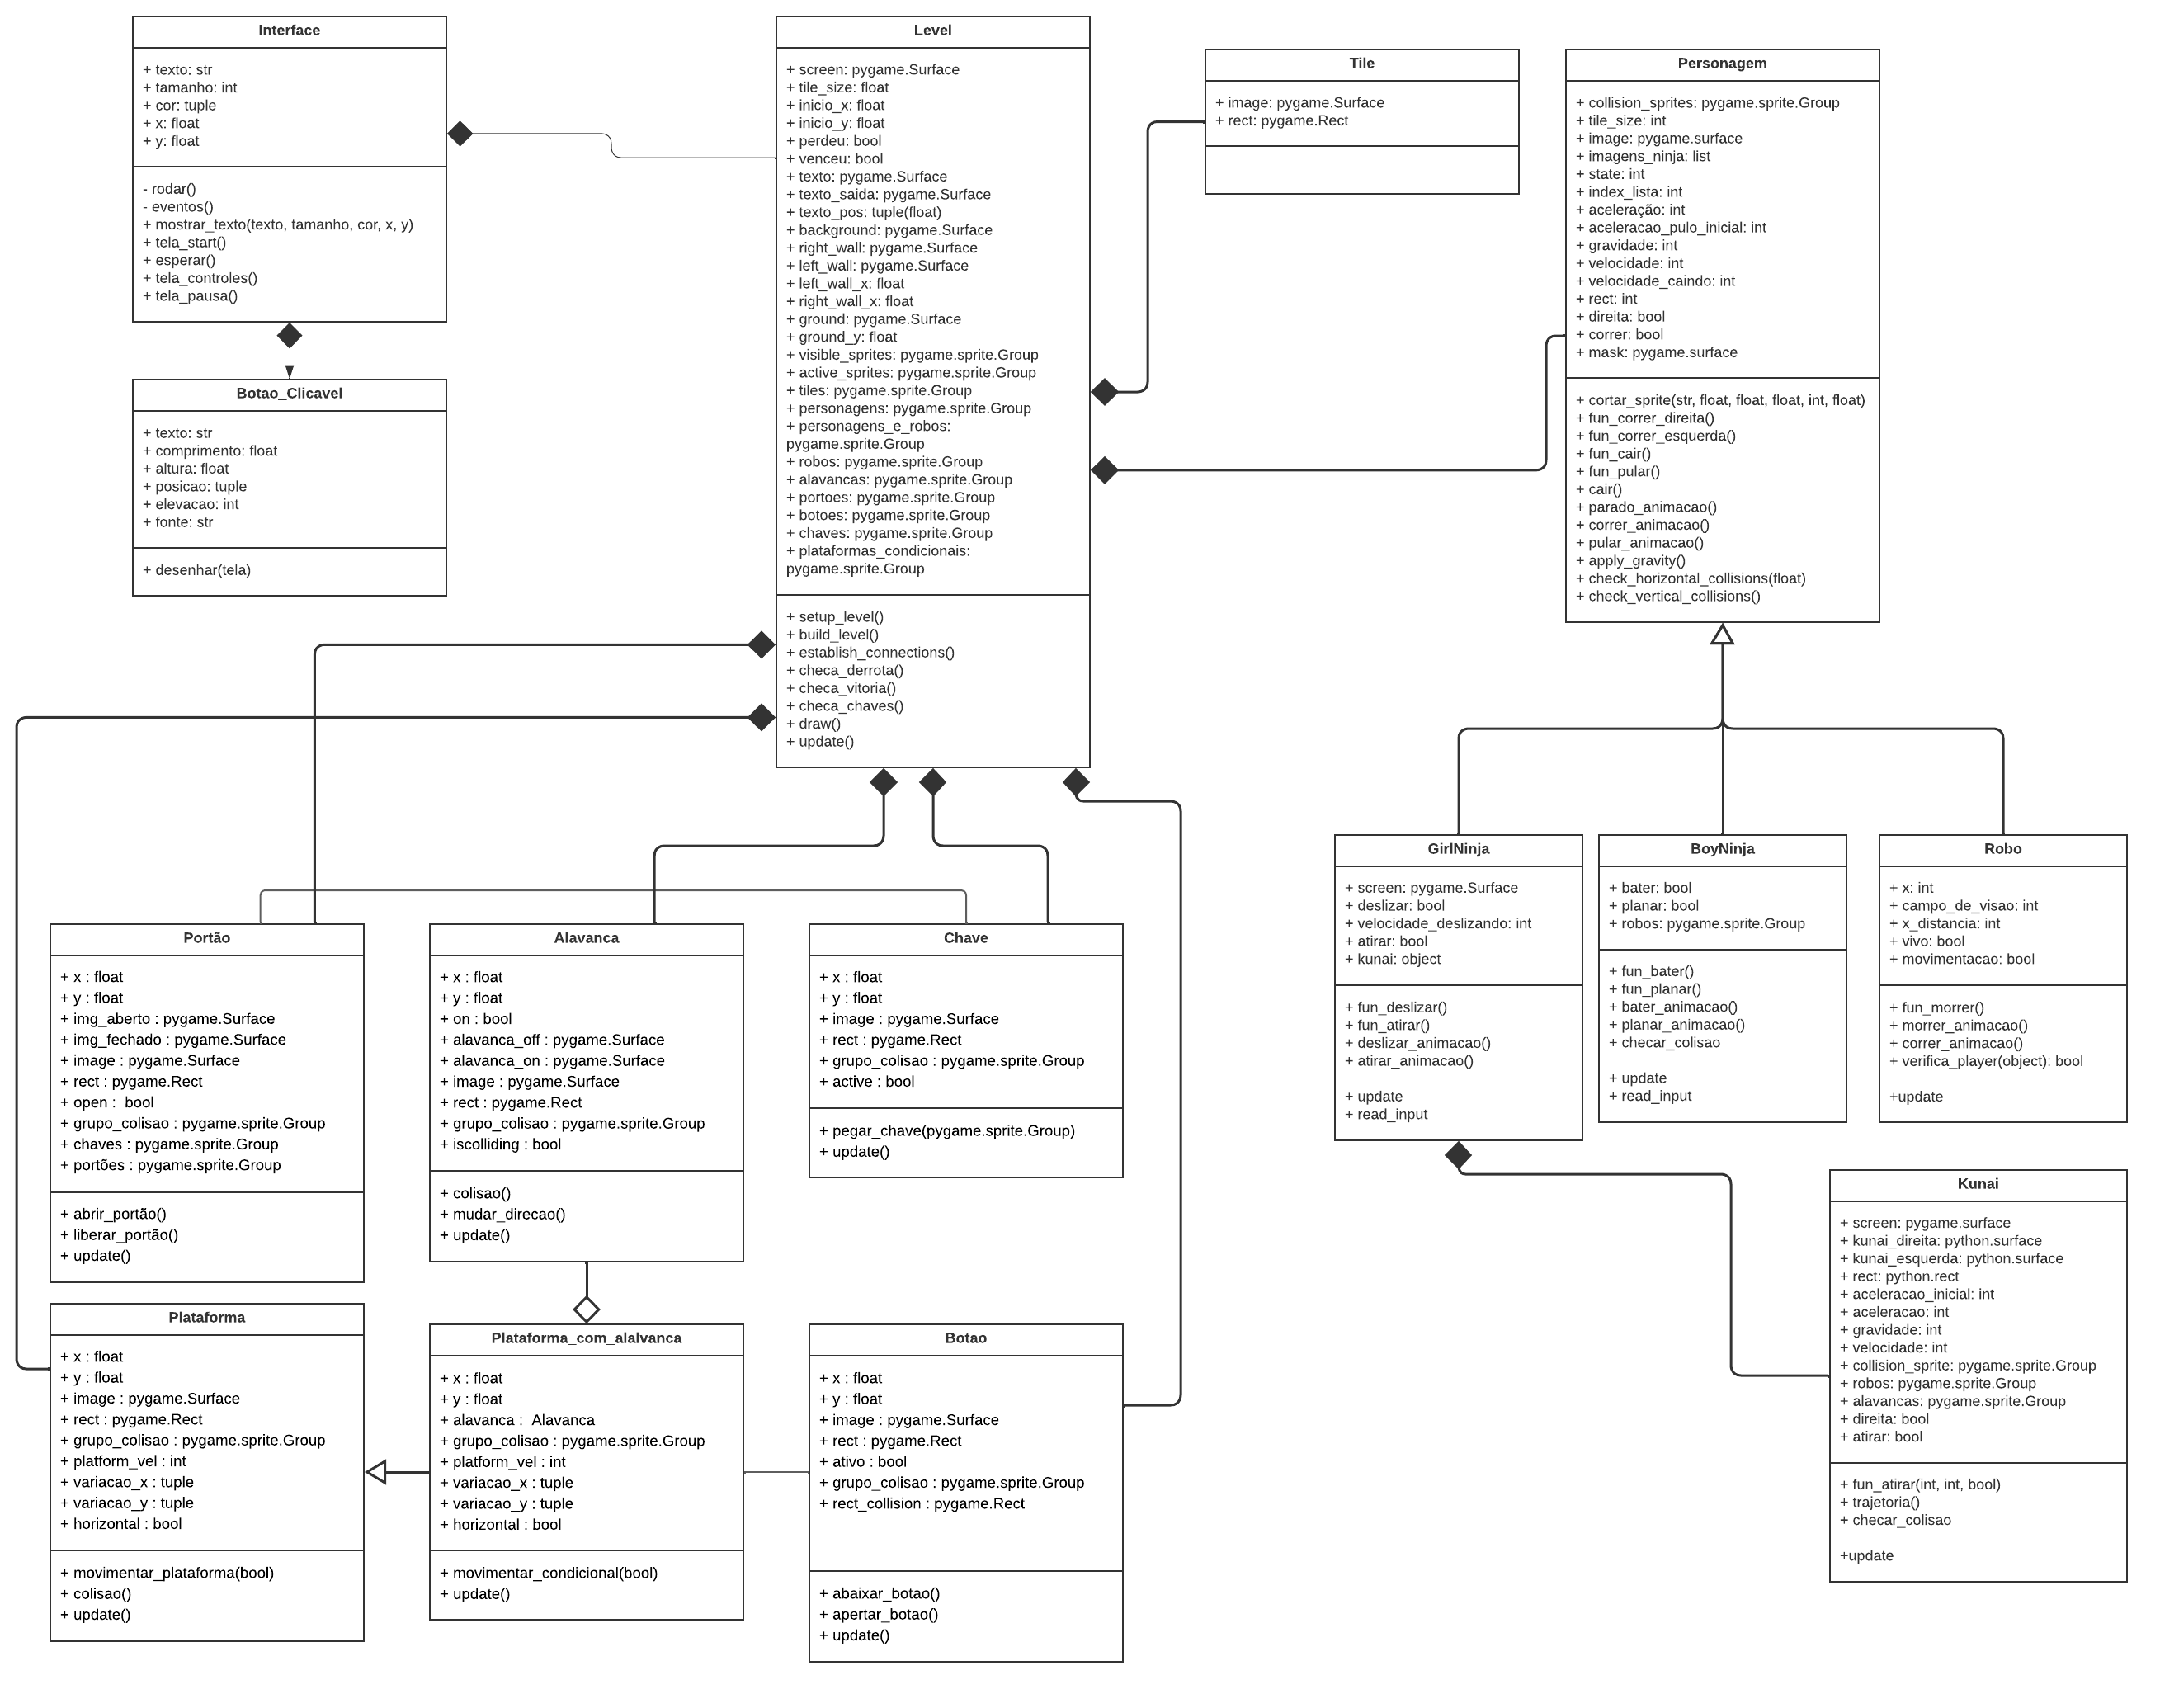 Interface
+ texto: str
+ tamanho: int
+ cor: tuple
+ x: float
+ y: float
- rodar()
- eventos()
+ mostrar_texto(texto, tamanho, cor, x, y)
+ tela_start()
+ esperar()
+ tela_controles()
+ tela_pausa()
Botao_Clicavel
+ texto: str
+ comprimento: float
+ altura: float
+ posicao: tuple
+ elevacao: int
+ fonte: str
+ desenhar(tela)
Level
+ screen: pygame.Surface
+ tile_size: float
+ inicio_x: float
+ inicio_y: float
+ perdeu: bool
+ venceu: bool
+ texto: pygame.Surface
+ texto_saida: pygame.Surface
+ texto_pos: tuple(float)
+ background: pygame.Surface
+ right_wall: pygame.Surface
+ left_wall: pygame.Surface
+ left_wall_x: float
+ right_wall_x: float
+ ground: pygame.Surface
+ ground_y: float
+ visible_sprites: pygame.sprite.Group
+ active_sprites: pygame.sprite.Group
+ tiles: pygame.sprite.Group
+ personagens: pygame.sprite.Group
+ personagens_e_robos:
pygame.sprite.Group
+ robos: pygame.sprite.Group
+ alavancas: pygame.sprite.Group
+ portoes: pygame.sprite.Group
+ botoes: pygame.sprite.Group
+ chaves: pygame.sprite.Group
+ plataformas_condicionais:
pygame.sprite.Group
+ setup_level()
+ build_level()
+ establish_connections()
+ checa_derrota()
+ checa_vitoria()
+ checa_chaves()
+ draw()
+ update()
Tile
+ image: pygame.Surface
+ rect: pygame.Rect
Personagem
+ collision_sprites: pygame.sprite.Group
+ tile_size: int
+ image: pygame.surface
+ imagens_ninja: list
+ state: int
+ index_lista: int
+ aceleração: int
+ aceleracao_pulo_inicial: int
+ gravidade: int
+ velocidade: int
+ velocidade_caindo: int
+ rect: int
+ direita: bool
+ correr: bool
+ mask: pygame.surface
+ cortar_sprite(str, float, float, float, int, float)
+ fun_correr_direita()
+ fun_correr_esquerda()
+ fun_cair()
+ fun_pular()
+ cair()
+ parado_animacao()
+ correr_animacao()
+ pular_animacao()
+ apply_gravity()
+ check_horizontal_collisions(float)
+ check_vertical_collisions()
GirlNinja
+ screen: pygame.Surface
+ deslizar: bool
+ velocidade_deslizando: int
+ atirar: bool
+ kunai: object
+ fun_deslizar()
+ fun_atirar()
+ deslizar_animacao()
+ atirar_animacao()
+ update
+ read_input
BoyNinja
+ bater: bool
+ planar: bool
+ robos: pygame.sprite.Group
+ fun_bater()
+ fun_planar()
+ bater_animacao()
+ planar_animacao()
+ checar_colisao
+ update
+ read_input
Robo
+ x: int
+ campo_de_visao: int
+ x_distancia: int
+ vivo: bool
+ movimentacao: bool
+ fun_morrer()
+ morrer_animacao()
+ correr_animacao()
+ verifica_player(object): bool
+update
Portão
+ x : float
+ y : float
+ img_aberto : pygame.Surface
+ img_fechado : pygame.Surface
+ image : pygame.Surface
+ rect : pygame.Rect
+ open :  bool
+ grupo_colisao : pygame.sprite.Group
+ chaves : pygame.sprite.Group
+ portões : pygame.sprite.Group
+ abrir_portão()
+ liberar_portão()
+ update()
Alavanca
+ x : float
+ y : float
+ on : bool
+ alavanca_off : pygame.Surface
+ alavanca_on : pygame.Surface
+ image : pygame.Surface
+ rect : pygame.Rect
+ grupo_colisao : pygame.sprite.Group
+ iscolliding : bool
+ colisao()
+ mudar_direcao()
+ update()
Chave
+ x : float
+ y : float
+ image : pygame.Surface
+ rect : pygame.Rect
+ grupo_colisao : pygame.sprite.Group
+ active : bool
+ pegar_chave(pygame.sprite.Group)
+ update()
Kunai
+ screen: pygame.surface
+ kunai_direita: python.surface
+ kunai_esquerda: python.surface
+ rect: python.rect
+ aceleracao_inicial: int
+ aceleracao: int
+ gravidade: int
+ velocidade: int
+ collision_sprite: pygame.sprite.Group
+ robos: pygame.sprite.Group
+ alavancas: pygame.sprite.Group
+ direita: bool
+ atirar: bool
+ fun_atirar(int, int, bool)
+ trajetoria()
+ checar_colisao
+update
Plataforma
+ x : float
+ y : float
+ image : pygame.Surface
+ rect : pygame.Rect
+ grupo_colisao : pygame.sprite.Group
+ platform_vel : int
+ variacao_x : tuple
+ variacao_y : tuple
+ horizontal : bool
+ movimentar_plataforma(bool)
+ colisao()
+ update()
Plataforma_com_alalvanca
+ x : float
+ y : float
+ alavanca :  Alavanca
+ grupo_colisao : pygame.sprite.Group
+ platform_vel : int
+ variacao_x : tuple
+ variacao_y : tuple
+ horizontal : bool
+ movimentar_condicional(bool)
+ update()
Botao
+ x : float
+ y : float
+ image : pygame.Surface
+ rect : pygame.Rect
+ ativo : bool
+ grupo_colisao : pygame.sprite.Group
+ rect_collision : pygame.Rect
+ abaixar_botao()
+ apertar_botao()
+ update()